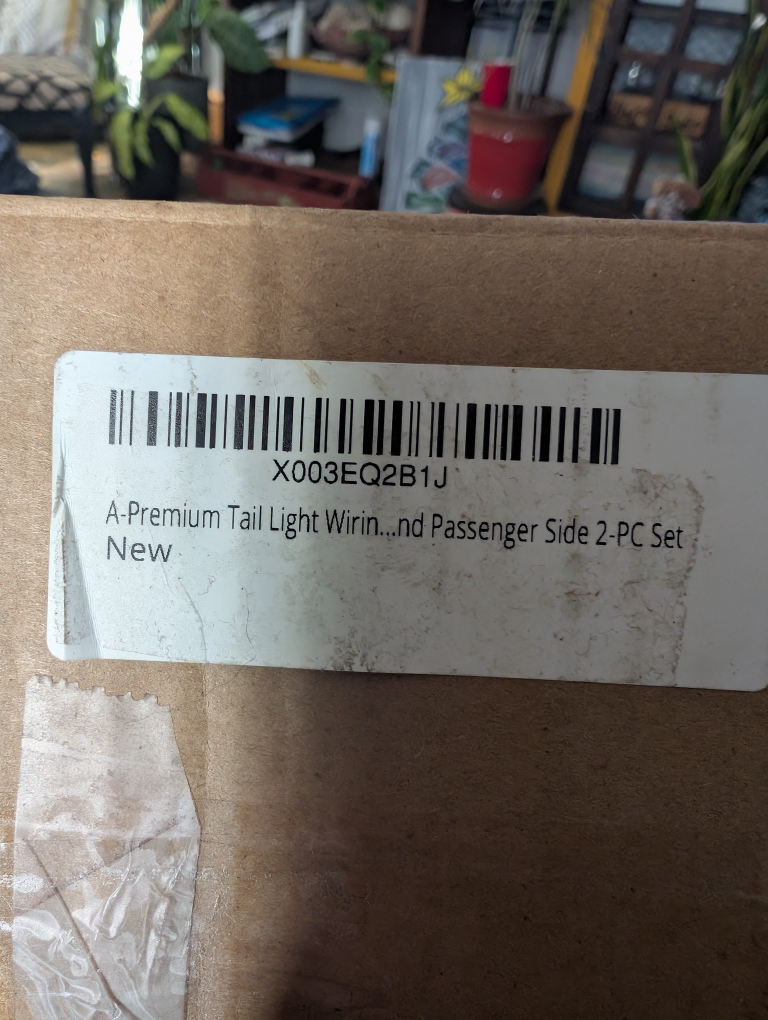 X003EQ2B1J
A-Premium Tail Light Wirin...nd Passenger Side 2-PC Set
New